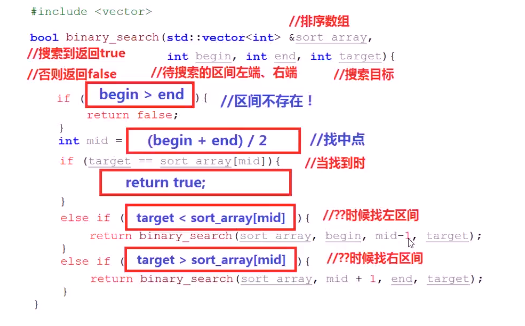 #include <vector>
//排序数组
bool binary_search(std::vector<int> &sort_array,
//搜索到返回true
int begin, int end, int target){
//否则返回false //待搜索的区间左端、右端 //搜索目标
if ( begin > end ){ //区间不存在！
return false;
}
int mid = (begin + end) / 2 //找中点
if (target == sort_array[mid]){ //当找到时
return true;
}
else if ( target < sort_array[mid] ){ //??时候找左区间
return binary_search(sort_array, begin, mid-1, target);
}
else if ( target > sort_array[mid] ){ //??时候找右区间
return binary_search(sort_array, mid + 1, end, target);
}
}